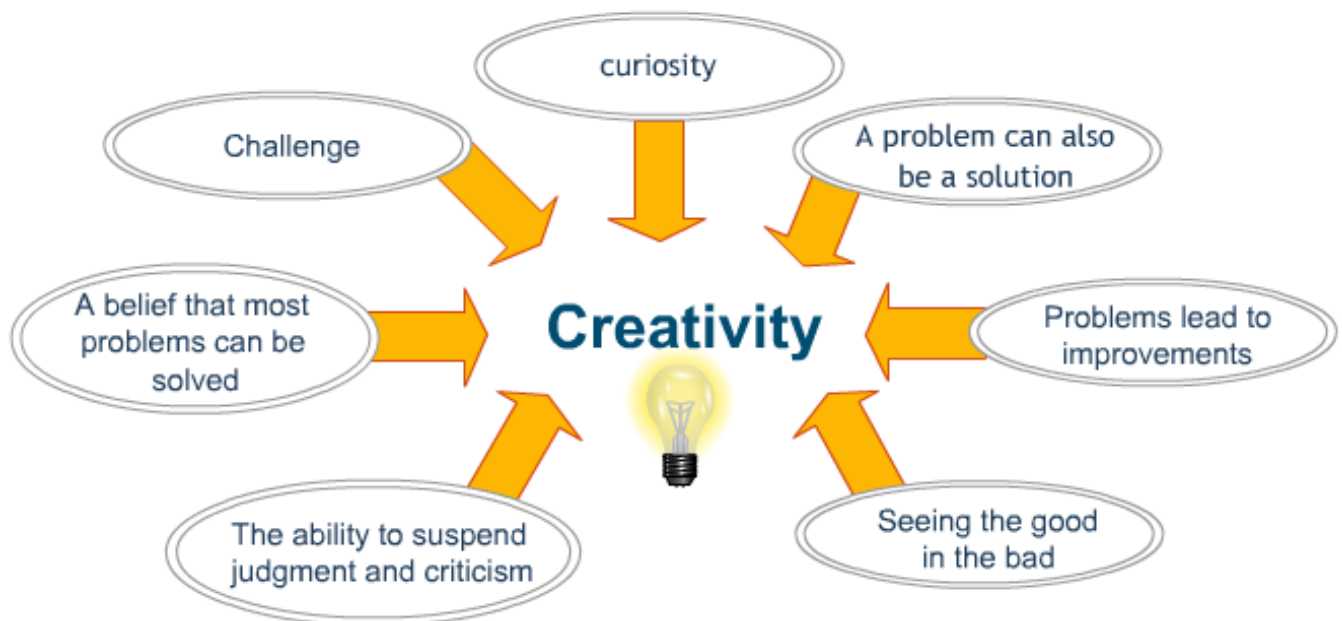 curiosity
Challenge
A problem can also
be a solution
A belief that most
problems can be
solved
Creativity
Problems lead to
improvements
The ability to suspend
judgment and criticism
Seeing the good
in the bad